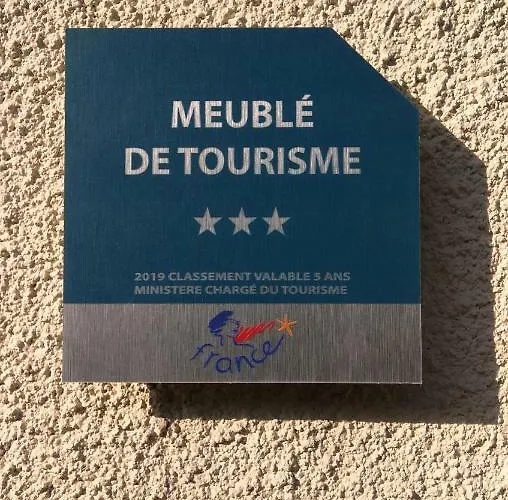 MEUBLÉ
DE TOURISME
2019 CLASSEMENT VALABLE 5 ANS
MINISTERE CHARGÉ DU TOURISME
france